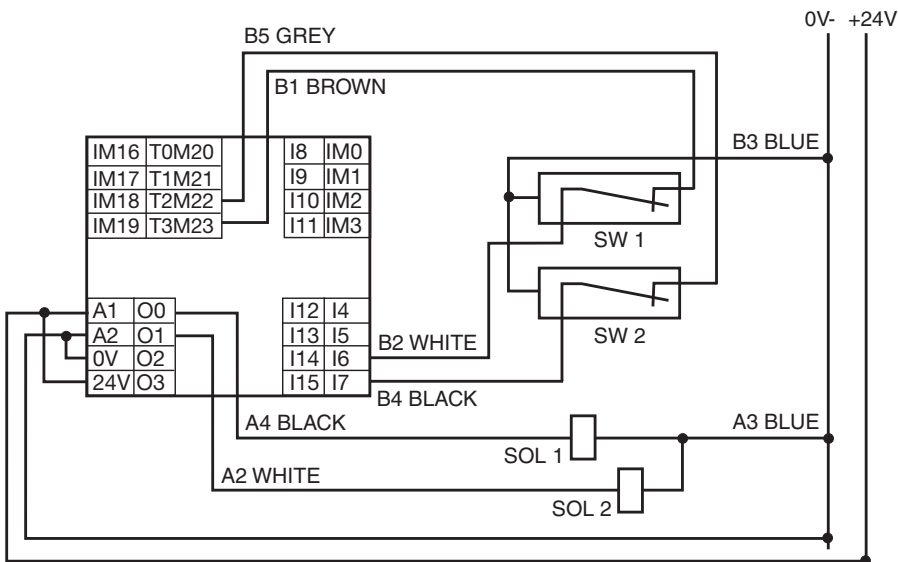 0V- +24V
B5 GREY
B1 BROWN
B3 BLUE
IM16 T0M20 I8 IM0
IM17 T1M21 I9 IM1
IM18 T2M22 I10 IM2
IM19 T3M23 I11 IM3
SW 1
A1 O0 I12 I4
A2 O1 I13 I5
0V O2 I14 I6
24V O3 I15 I7
SW 2
B2 WHITE
B4 BLACK
A4 BLACK
A3 BLUE
SOL 1
A2 WHITE
SOL 2